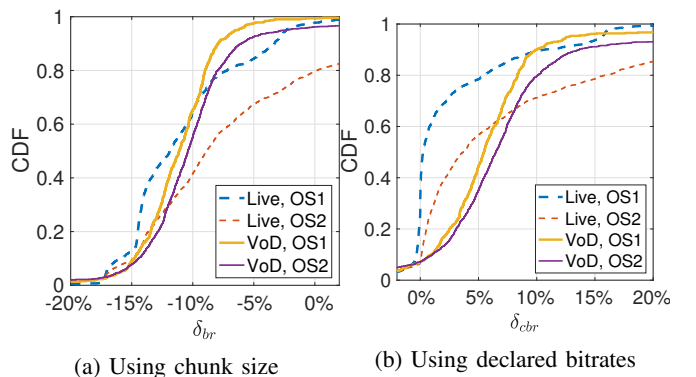 1
0.8
0.6
0.4
0.2
0
CDF
-20% -15% -10% -5% 0%
δbr
Live, OS1
Live, OS2
VoD, OS1
VoD, OS2
(a) Using chunk size
1
0.8
0.6
0.4
0.2
0
CDF
0% 5% 10% 15% 20%
δcbr
Live, OS1
Live, OS2
VoD, OS1
VoD, OS2
(b) Using declared bitrates